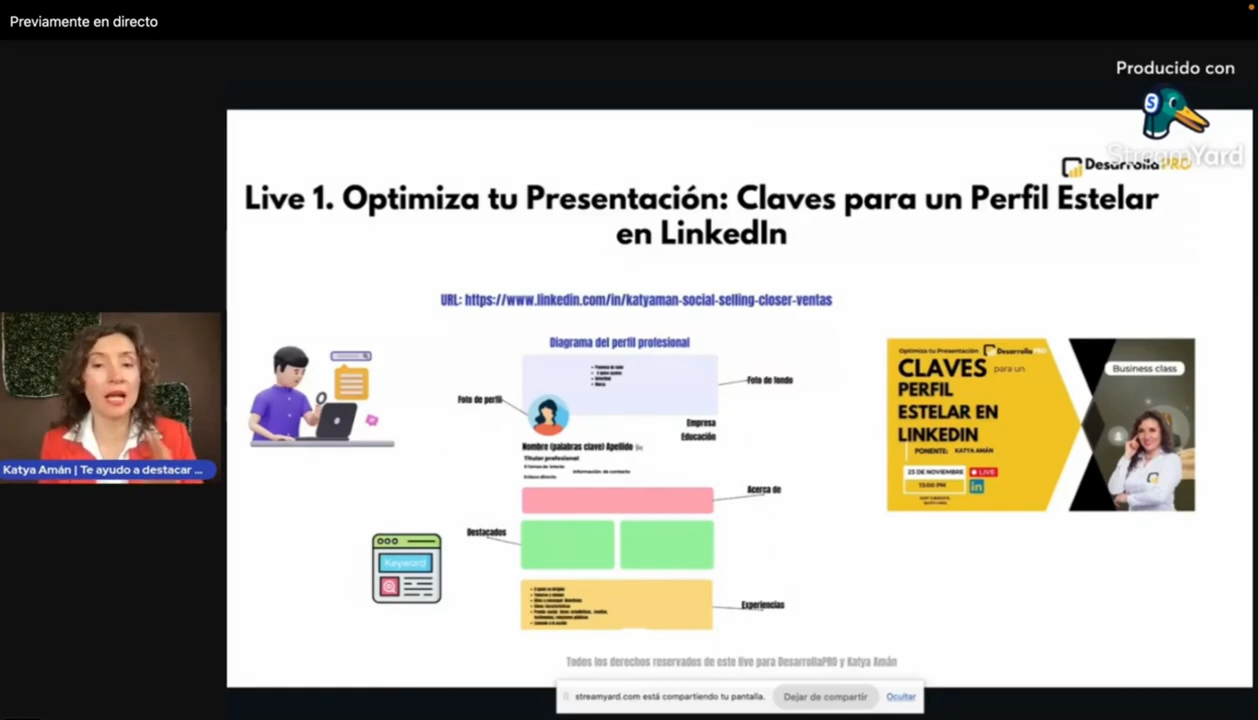 Previamente en directo
Producido con
StreamYard
DesarrollaPRO
Live 1. Optimiza tu Presentación: Claves para un Perfil Estelar
en LinkedIn
URL: https://www.linkedin.com/in/katyaman-social-selling-closer-ventas
Diagrama del perfil profesional
Foto de fondo
Foto de perfil
Empresa
Educación
Nombre (palabras clave) Apellido
Titular profesional
Información de contacto
Acerca de
Destacados
Experiencias
Keyword
Optimiza tu Presentación
DesarrollaPRO
CLAVES para un
PERFIL
ESTELAR EN
LINKEDIN
PONENTE: KATYA AMÁN
23 DE NOVIEMBRE
LIVE
13:00 PM
in
Business class
Katya Amán | Te ayudo a destacar ...
Todos los derechos reservados de este live para DesarrollaPRO y Katya Amán
streamyard.com está compartiendo tu pantalla.
Dejar de compartir
Ocultar